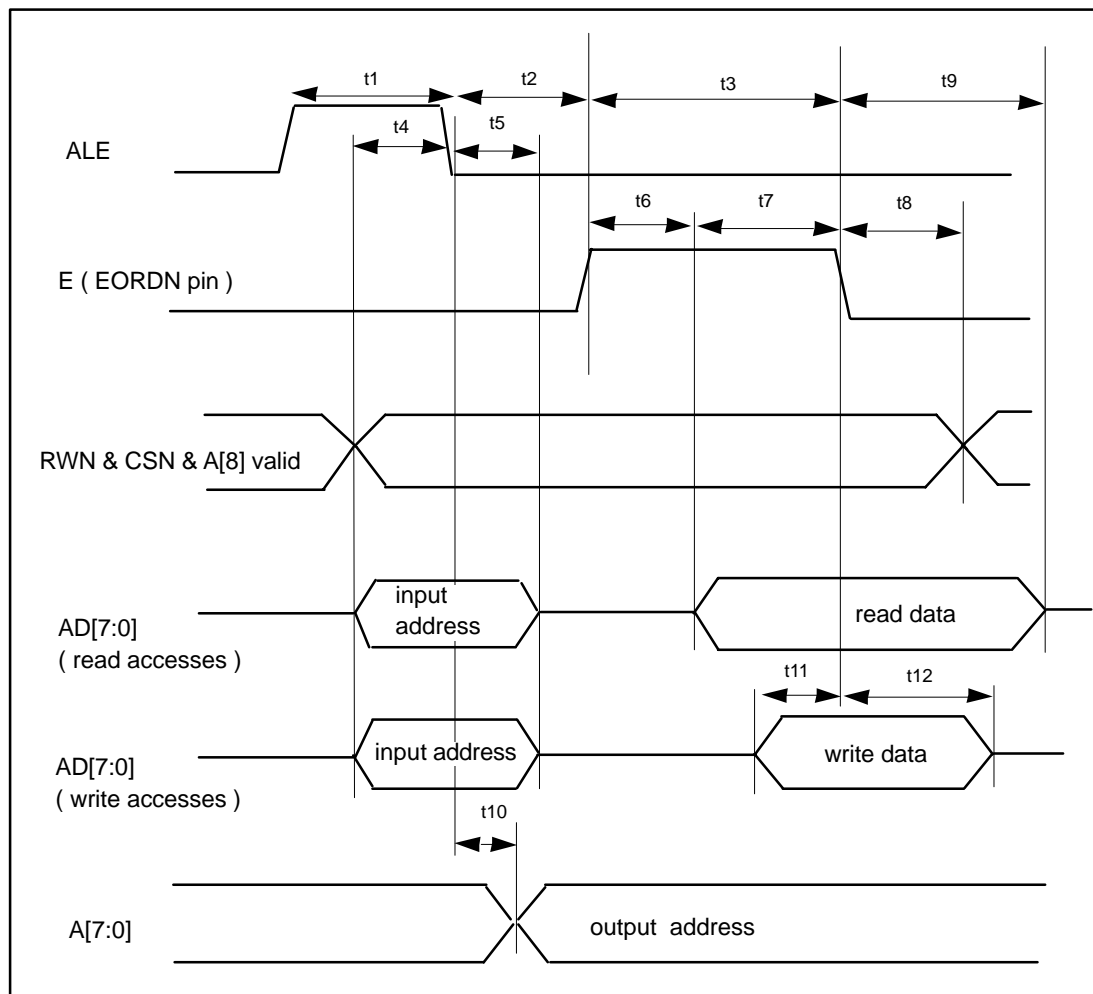 t1
t2
t3
t9
t4
t5
ALE
t6
t7
t8
E ( EORDN pin )
RWN & CSN & A[8] valid
input
address
read data
AD[7:0]
( read accesses )
t11
t12
input address
write data
AD[7:0]
( write accesses )
t10
A[7:0]
output address